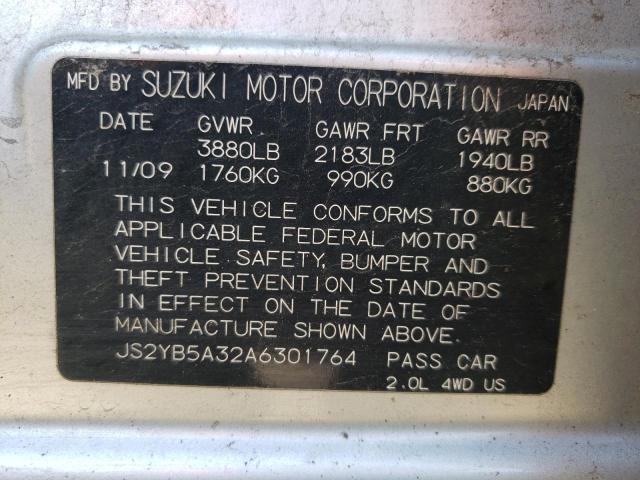 MFD BY SUZUKI MOTOR CORPORATION JAPAN
DATE GVWR GAWR FRT GAWR RR
3880LB 2183LB 1940LB
11/09 1760KG 990KG 880KG
THIS VEHICLE CONFORMS TO ALL
APPLICABLE FEDERAL MOTOR
VEHICLE SAFETY, BUMPER AND
THEFT PREVENTION STANDARDS
IN EFFECT ON THE DATE OF
MANUFACTURE SHOWN ABOVE.
JS2YB5A32A6301764 PASS CAR
2.0L 4WD US